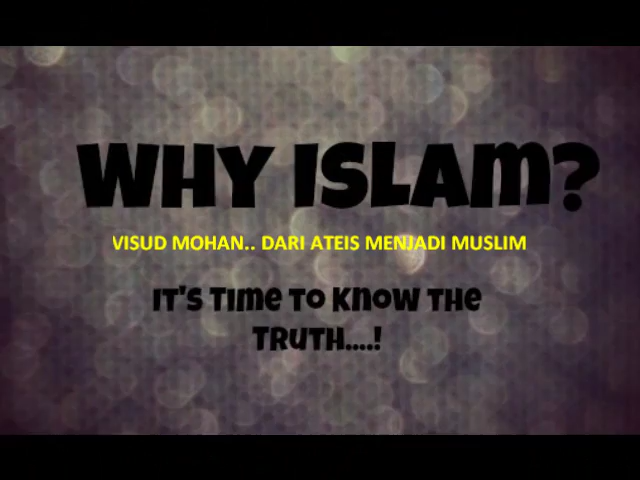 WHY ISLAM?
VISUD MOHAN.. DARI ATEIS MENJADI MUSLIM
IT'S TIME TO KNOW THE
TRUTH....!